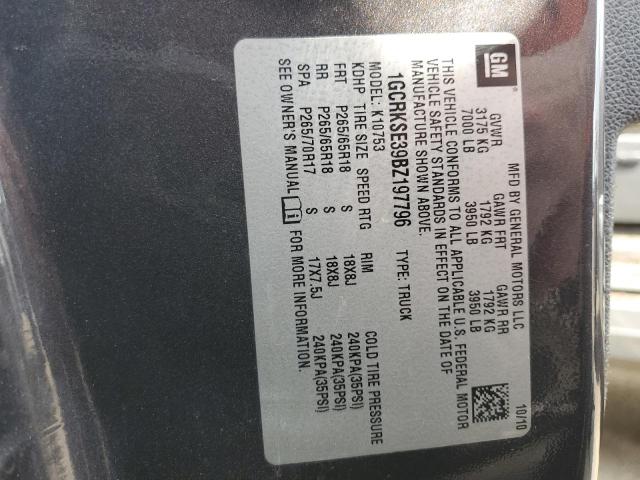 GM
MFD BY GENERAL MOTORS LLC 10/10
GVWR GAWR FRT GAWR RR
3175 KG 1792 KG 1792 KG
7000 LB 3950 LB 3950 LB
THIS VEHICLE CONFORMS TO ALL APPLICABLE U.S. FEDERAL MOTOR
VEHICLE SAFETY STANDARDS IN EFFECT ON THE DATE OF
MANUFACTURE SHOWN ABOVE.
1GCRKSE39BZ197796 TYPE: TRUCK
MODEL: K10753
KDHP TIRE SIZE SPEED RTG RIM COLD TIRE PRESSURE
FRT P265/65R18 S 18X8J 240KPA(35PSI)
RR P265/65R18 S 18X8J 240KPA(35PSI)
SPA P265/70R17 S 17X7.5J 240KPA(35PSI)
SEE OWNER'S MANUAL FOR MORE INFORMATION.